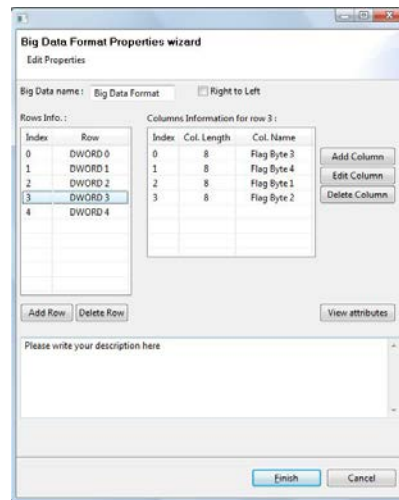 Big Data Format Properties wizard
Edit Properties
Big Data name : Big Data Format Right to Left
Rows Info. : Columns Information for row 3 :
Index Row Index Col. Length Col. Name
0 DWORD 0 0 8 Flag Byte 3 Add Column
1 DWORD 1 1 8 Flag Byte 4 Edit Column
2 DWORD 2 2 8 Flag Byte 1 Delete Column
3 DWORD 3 3 8 Flag Byte 2
4 DWORD 4
Add Row Delete Row View attributes
Please write your description here
Finish Cancel